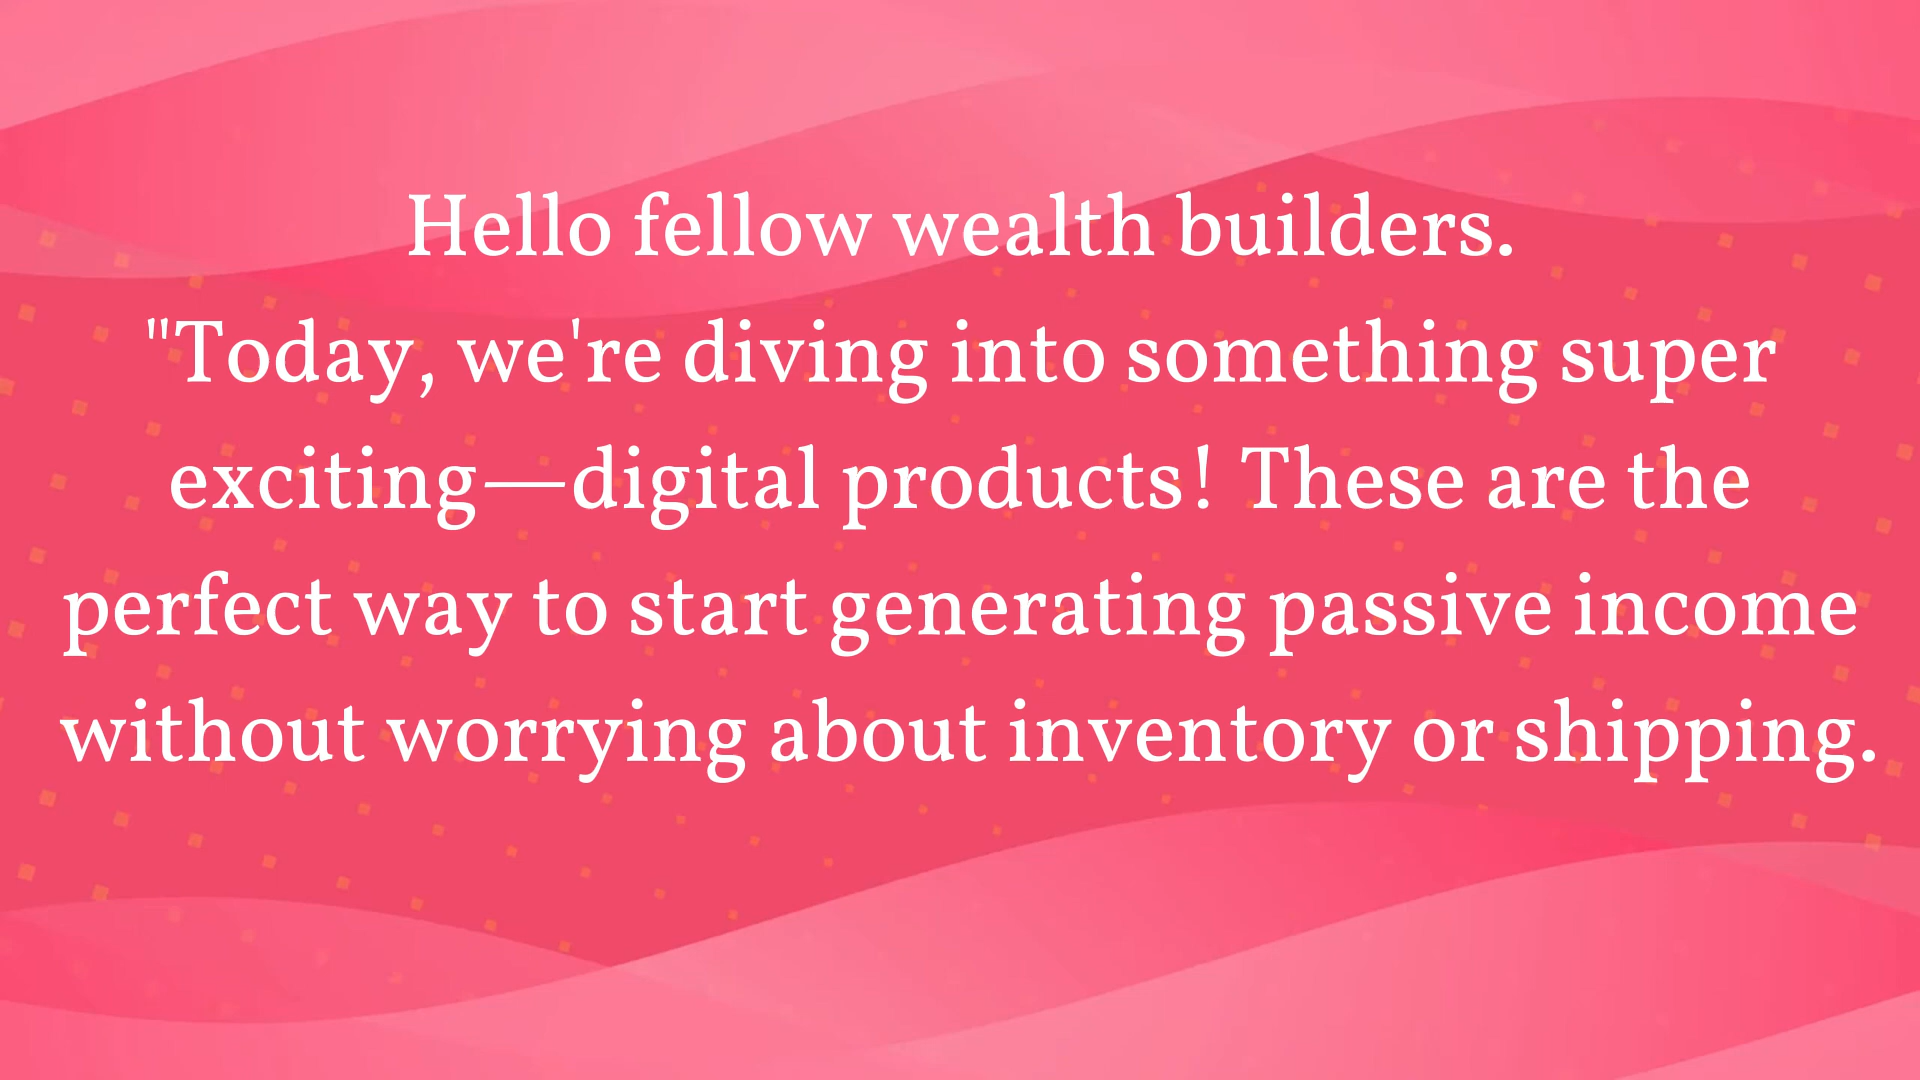 Hello fellow wealth builders.
"Today, we're diving into something super
exciting—digital products! These are the
perfect way to start generating passive income
without worrying about inventory or shipping.